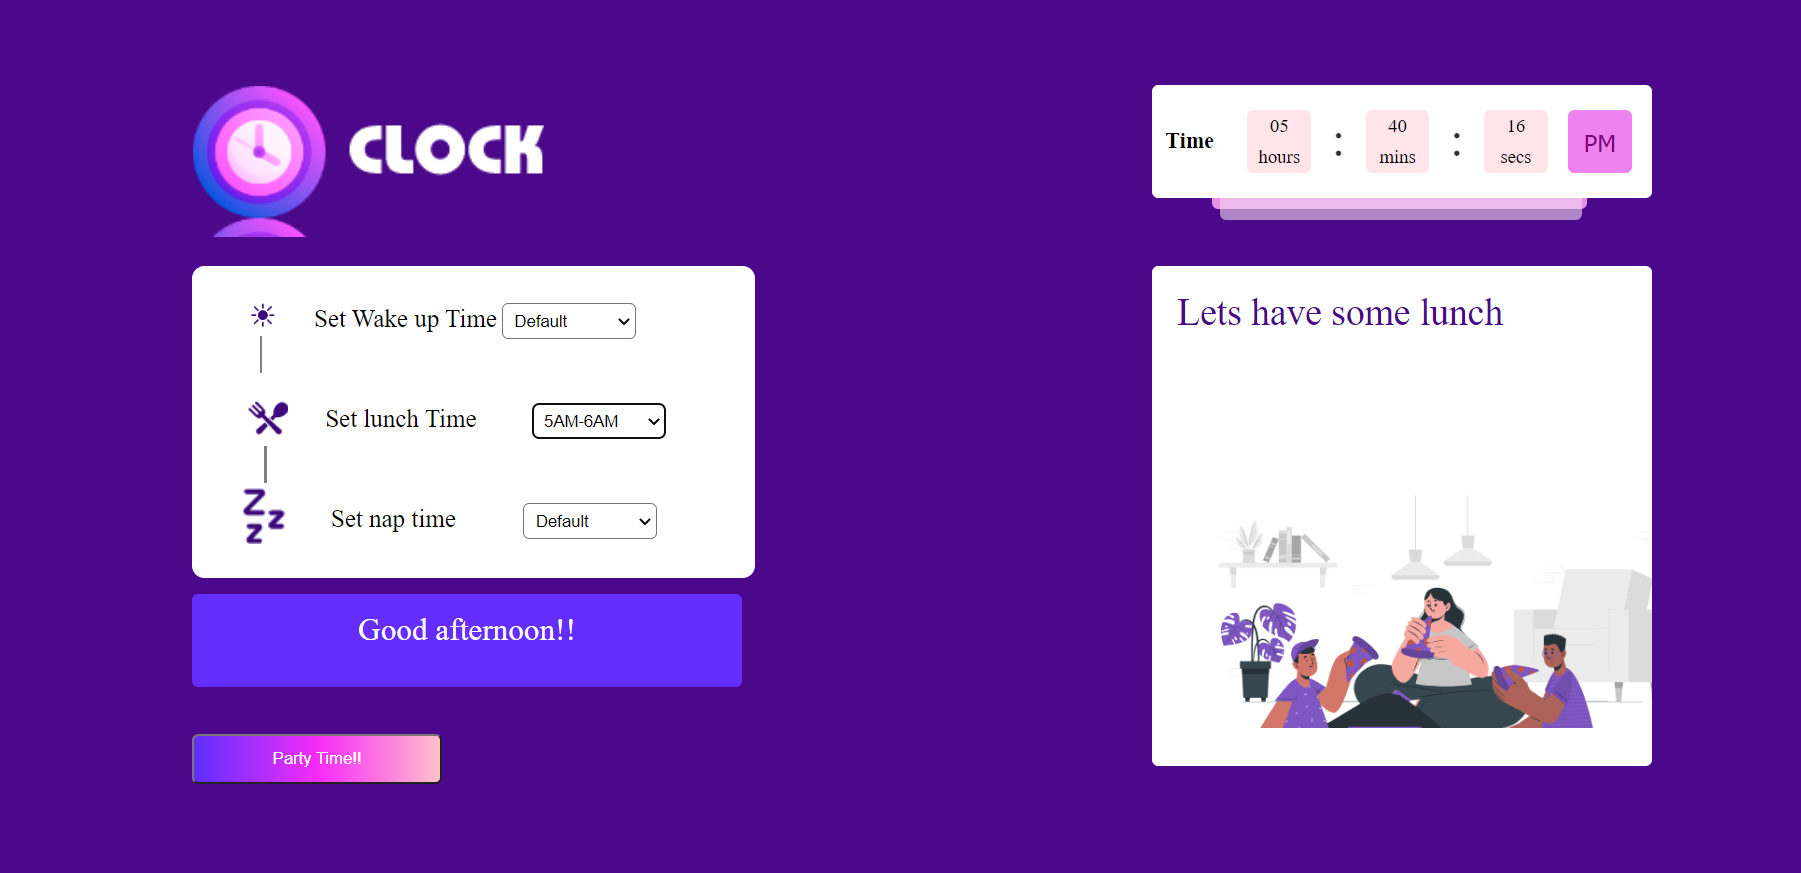 CLOCK
Time
05 : 40 : 16 PM
hours mins secs
Set Wake up Time Default
Set lunch Time 5AM-6AM
Set nap time Default
Good afternoon!!
Party Time!!
Lets have some lunch